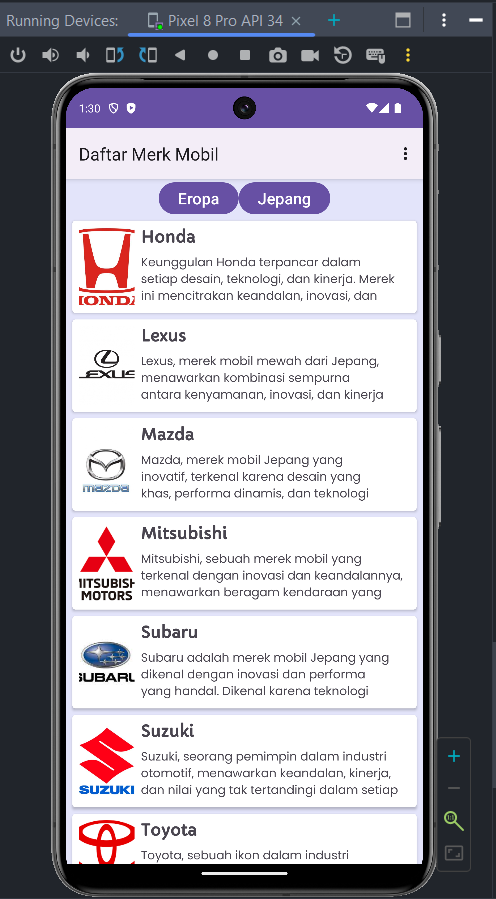 Running Devices:
Pixel 8 Pro API 34
1:30
Daftar Merk Mobil
Eropa
Jepang
Honda
Keunggulan Honda terpancar dalam
setiap desain, teknologi, dan kinerja. Merek
ini mencitrakan keandalan, inovasi, dan
HONDA
Lexus
Lexus, merek mobil mewah dari Jepang,
menawarkan kombinasi sempurna
antara kenyamanan, inovasi, dan kinerja
LEXUS
Mazda
Mazda, merek mobil Jepang yang
inovatif, terkenal karena desain yang
khas, performa dinamis, dan teknologi
mazda
Mitsubishi
Mitsubishi, sebuah merek mobil yang
terkenal dengan inovasi dan keandalannya,
menawarkan beragam kendaraan yang
MITSUBISHI
MOTORS
Subaru
Subaru adalah merek mobil Jepang yang
dikenal dengan inovasi dan performa
yang handal. Dikenal karena teknologi
SUBARU
Suzuki
Suzuki, seorang pemimpin dalam industri
otomotif, menawarkan keandalan, kinerja,
dan nilai yang tak tertandingi dalam setiap
SUZUKI
Toyota
Toyota, sebuah ikon dalam industri
1:1